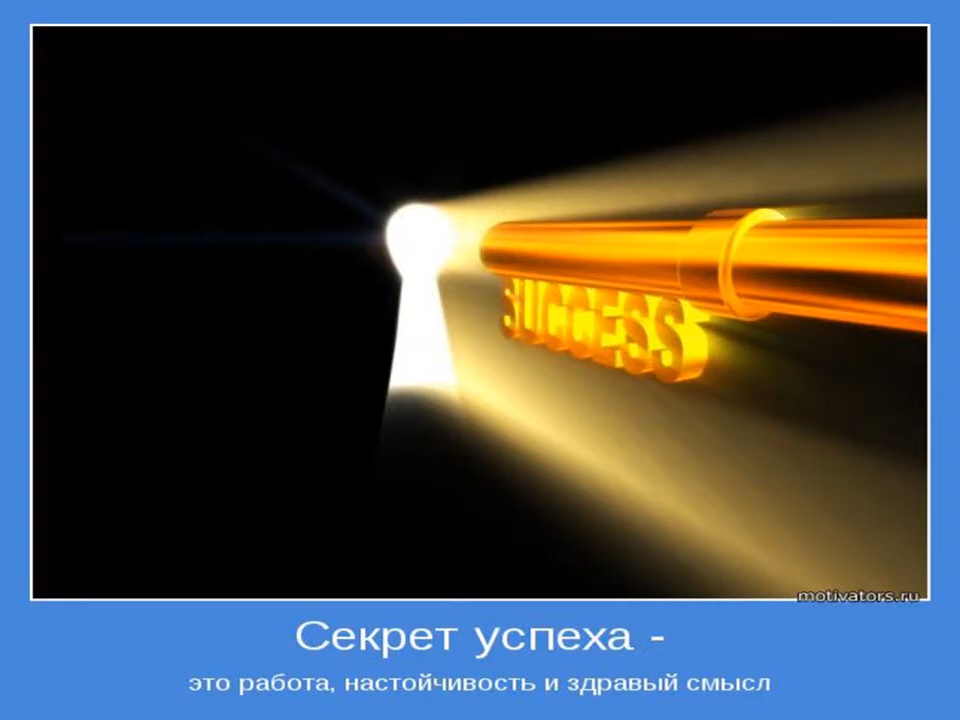 SUCCESS
motivators.ru
Секрет успеха -
это работа, настойчивость и здравый смысл